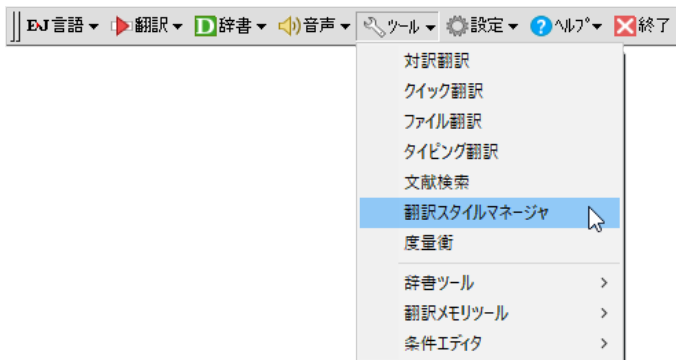 EJ 言語 翻訳 D 辞書 音声 ツール 設定 ? ヘルプ 終了
対訳翻訳
クイック翻訳
ファイル翻訳
タイピング翻訳
文献検索
翻訳スタイルマネージャ
度量衡
辞書ツール
翻訳メモリツール
条件エディタ